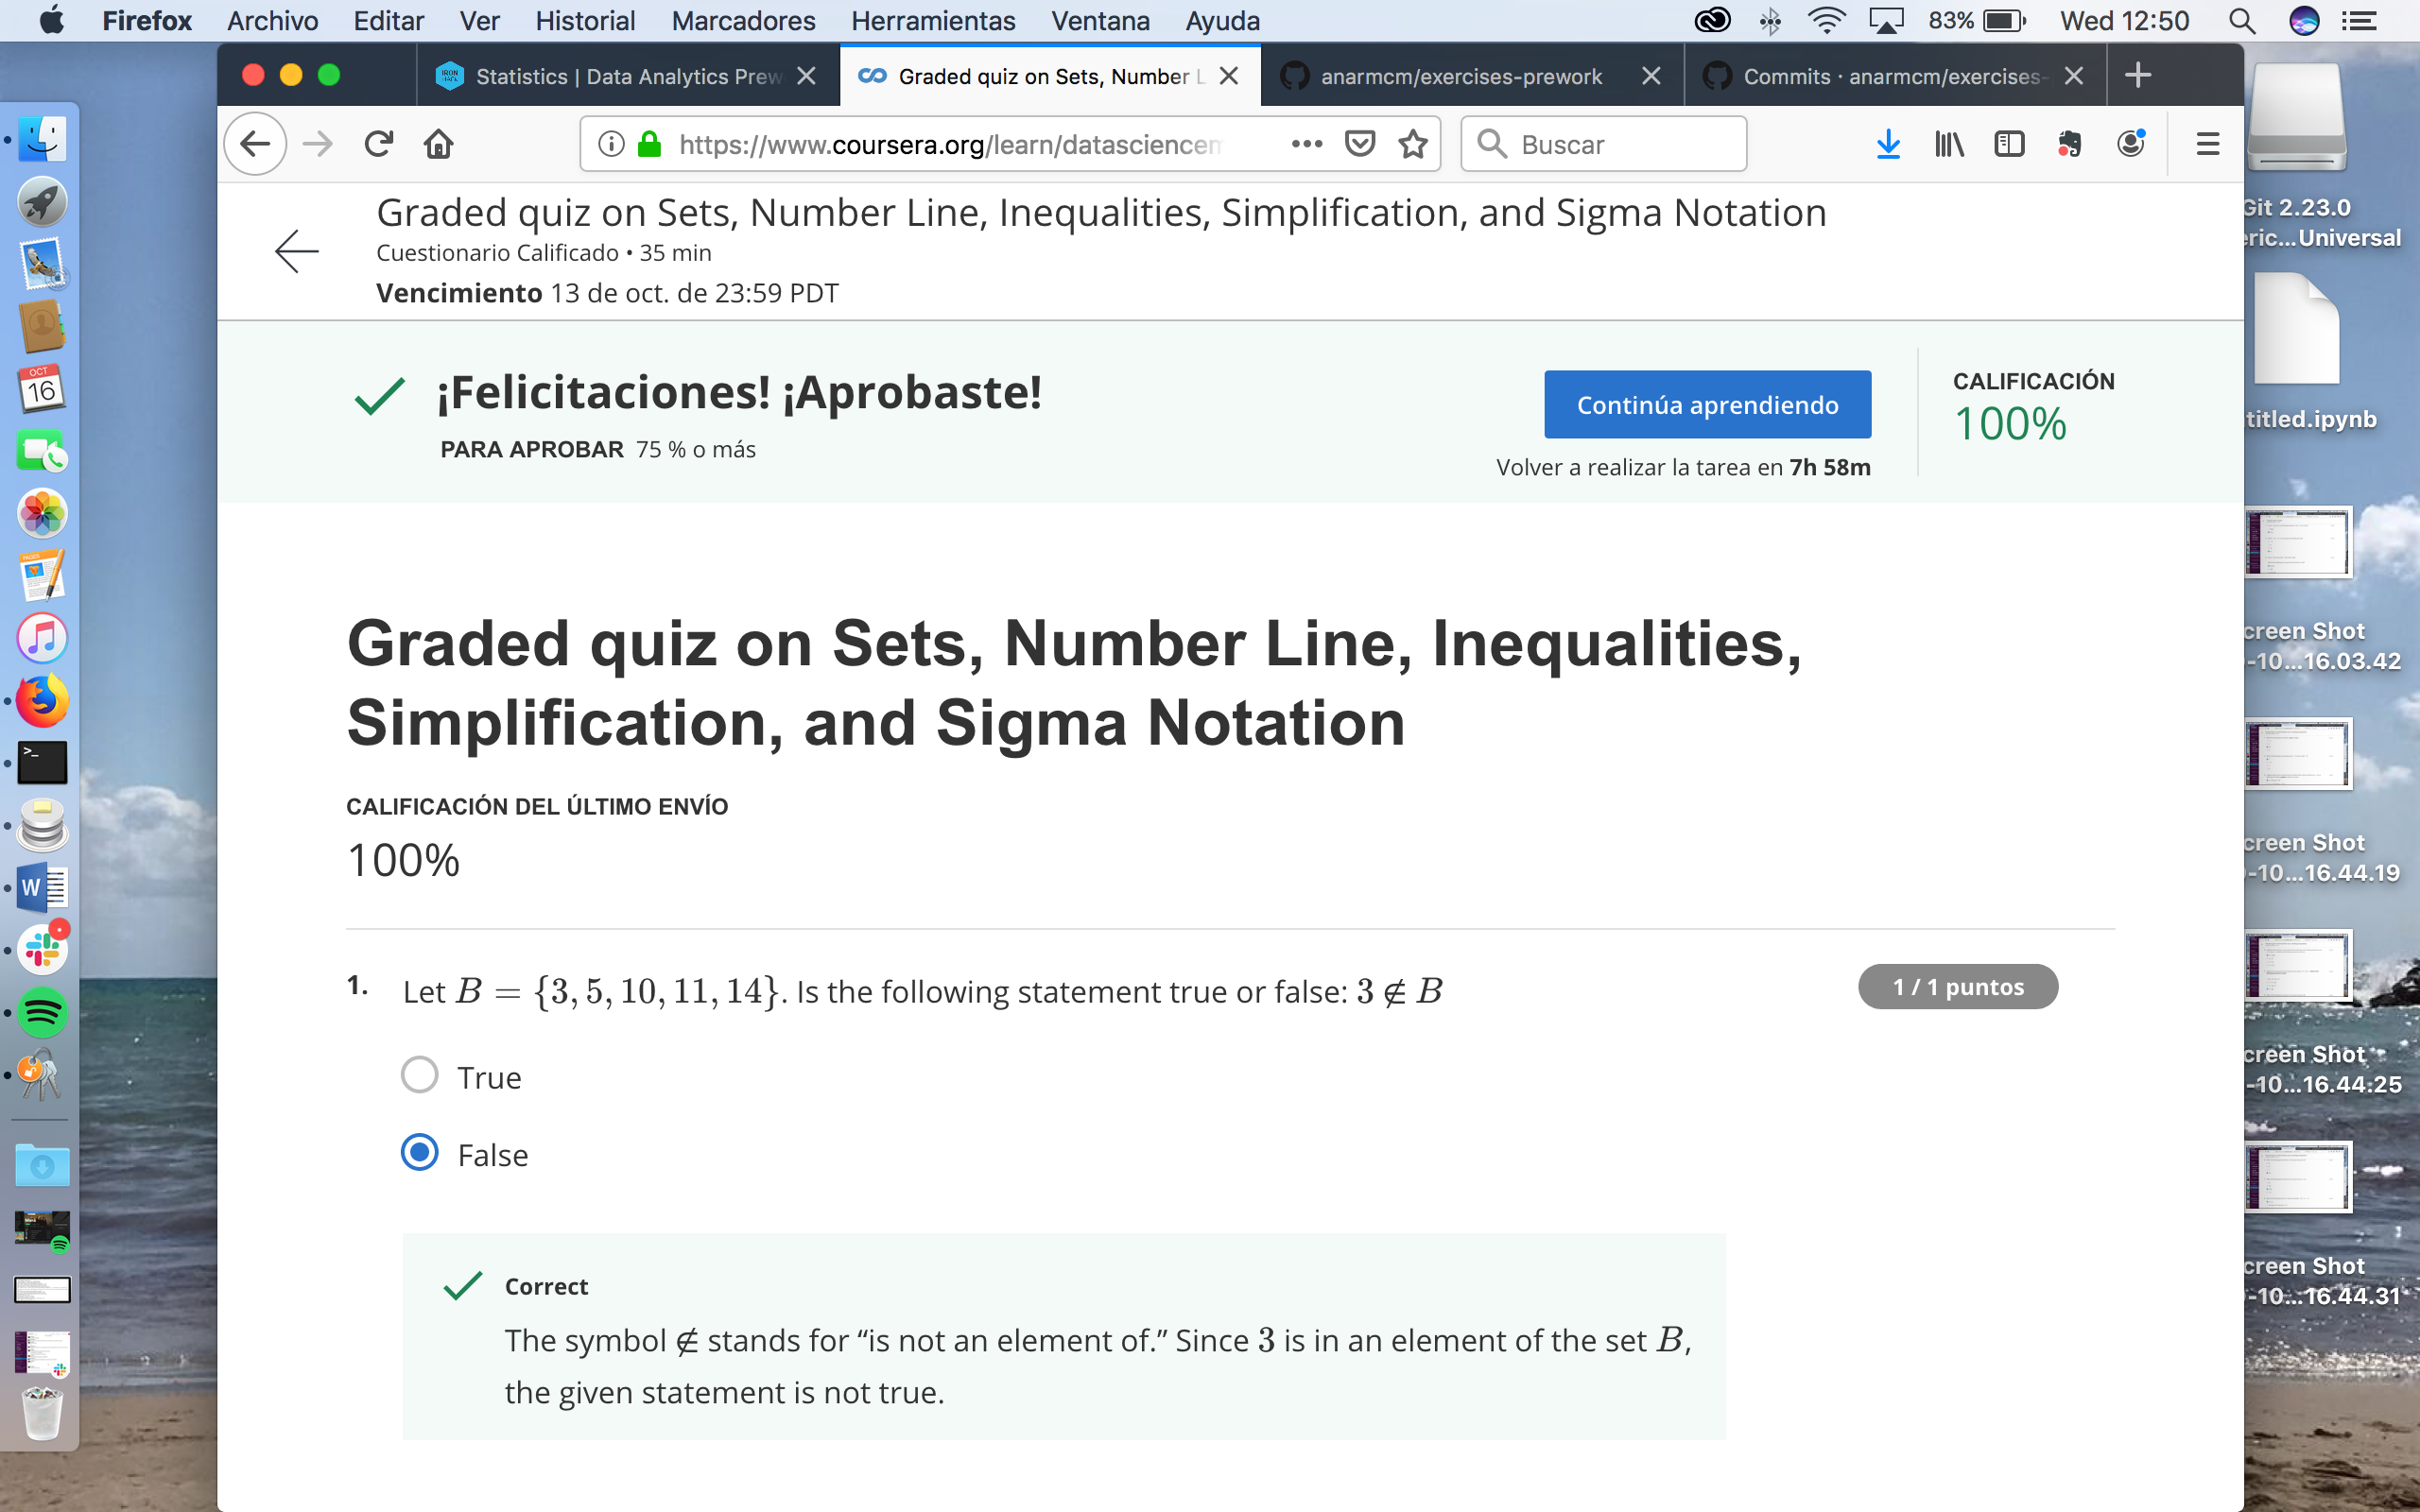 Firefox Archivo Editar Ver Historial Marcadores Herramientas Ventana Ayuda 83% Wed 12:50
Statistics | Data Analytics Prew
Graded quiz on Sets, Number L
anarmcm/exercises-prework
Commits · anarmcm/exercises-
https://www.coursera.org/learn/datasciencem
Buscar
Graded quiz on Sets, Number Line, Inequalities, Simplification, and Sigma Notation
Cuestionario Calificado • 35 min
Vencimiento 13 de oct. de 23:59 PDT
¡Felicitaciones! ¡Aprobaste!
PARA APROBAR 75 % o más
Continúa aprendiendo
Volver a realizar la tarea en 7h 58m
CALIFICACIÓN
100%
Graded quiz on Sets, Number Line, Inequalities,
Simplification, and Sigma Notation
CALIFICACIÓN DEL ÚLTIMO ENVÍO
100%
1. Let B = {3, 5, 10, 11, 14}. Is the following statement true or false: 3 ∉ B
1 / 1 puntos
True
False
Correct
The symbol ∉ stands for “is not an element of.” Since 3 is in an element of the set B,
the given statement is not true.
Git 2.23.0
eric...Universal
titled.ipynb
creen Shot
-10...16.03.42
creen Shot
-10...16.44.19
creen Shot
-10...16.44.25
creen Shot
-10...16.44.31
OCT
16
IRON
HACK
PAGES
W
>_